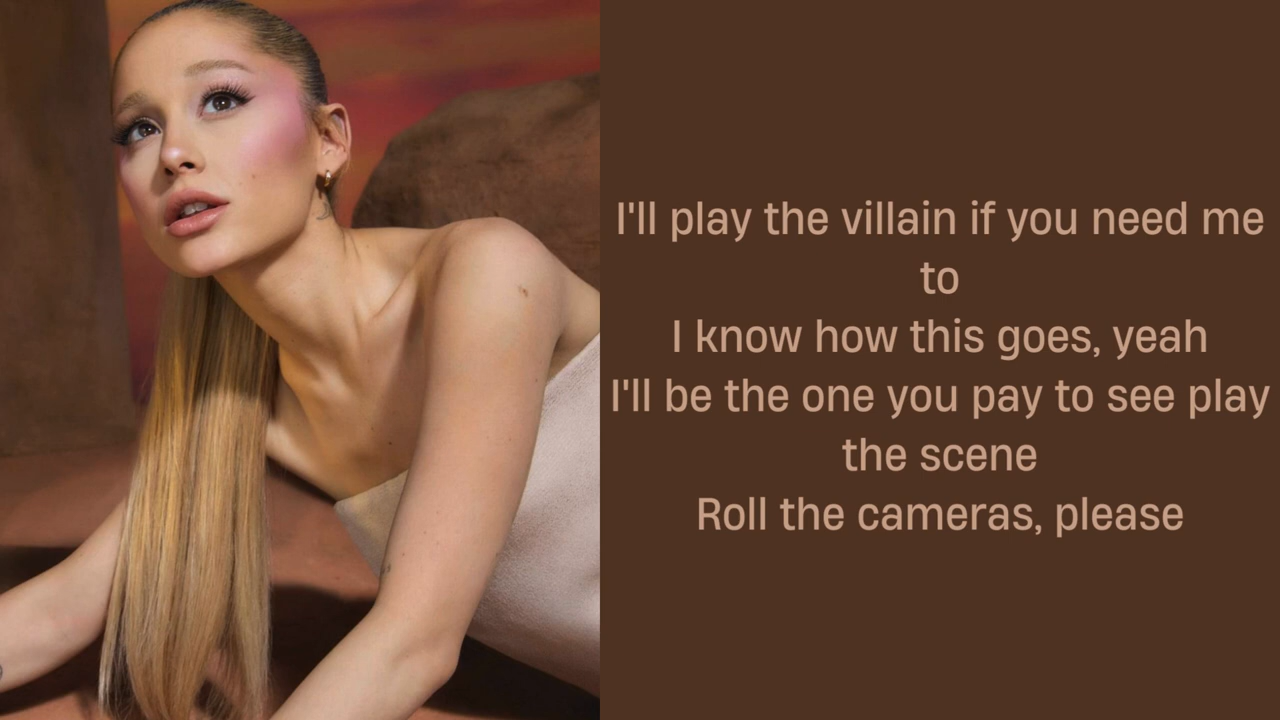 I'll play the villain if you need me
to
I know how this goes, yeah
I'll be the one you pay to see play
the scene
Roll the cameras, please